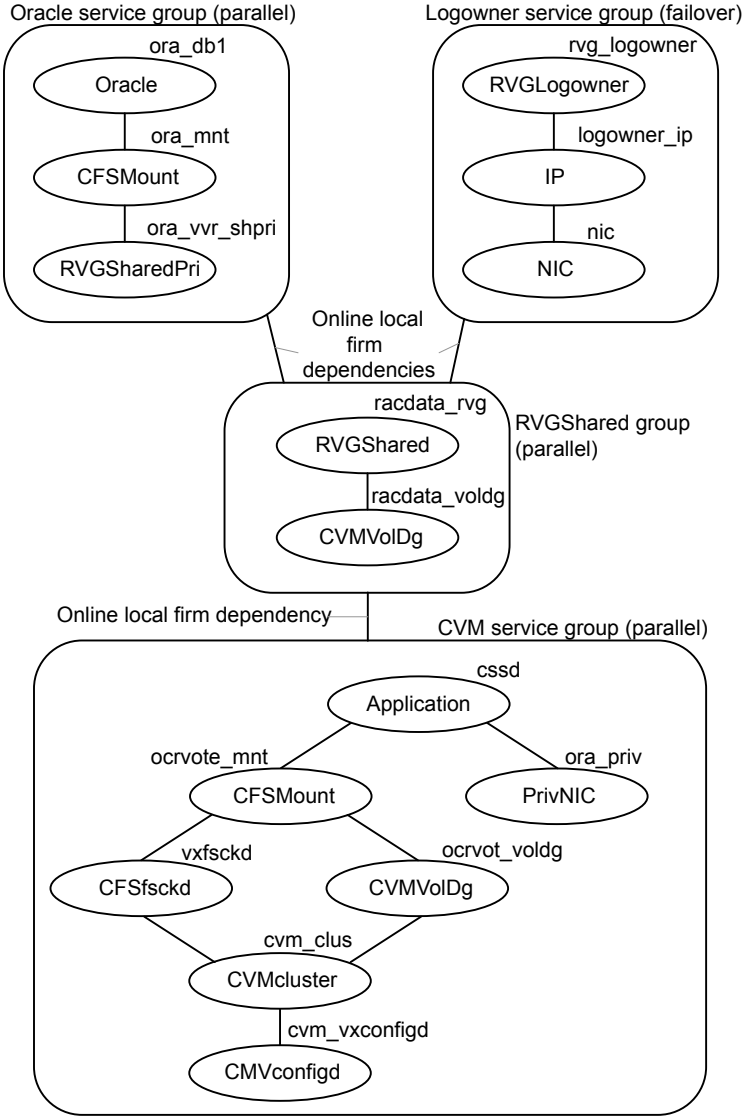 Oracle service group (parallel)
Logowner service group (failover)
ora_db1
Oracle
ora_mnt
CFSMount
ora_vvr_shpri
RVGSharedPri
rvg_logowner
RVGLogowner
logowner_ip
IP
nic
NIC
Online local
firm
dependencies
racdata_rvg
RVGShared
racdata_voldg
CVMVolDg
RVGShared group
(parallel)
Online local firm dependency
CVM service group (parallel)
cssd
Application
ocrvote_mnt
CFSMount
ora_priv
PrivNIC
vxfsckd
CFSfsckd
ocrvot_voldg
CVMVolDg
cvm_clus
CVMcluster
cvm_vxconfigd
CMVconfigd